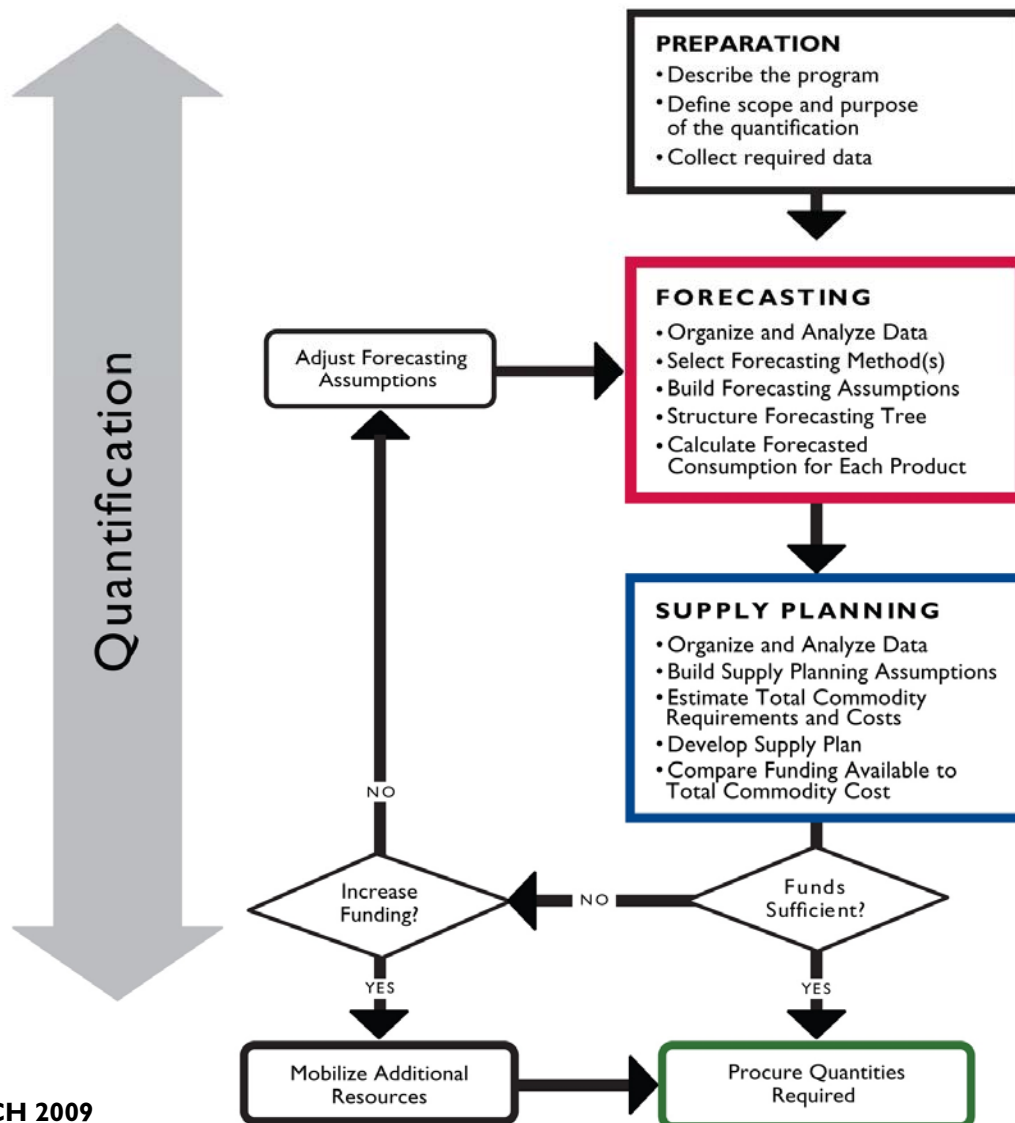 Quantification
PREPARATION
• Describe the program
• Define scope and purpose
of the quantification
• Collect required data
FORECASTING
• Organize and Analyze Data
• Select Forecasting Method(s)
• Build Forecasting Assumptions
• Structure Forecasting Tree
• Calculate Forecasted
Consumption for Each Product
Adjust Forecasting
Assumptions
SUPPLY PLANNING
• Organize and Analyze Data
• Build Supply Planning Assumptions
• Estimate Total Commodity
Requirements and Costs
• Develop Supply Plan
• Compare Funding Available to
Total Commodity Cost
NO
Increase
Funding?
NO
Funds
Sufficient?
YES
YES
Mobilize Additional
Resources
Procure Quantities
Required
CH 2009